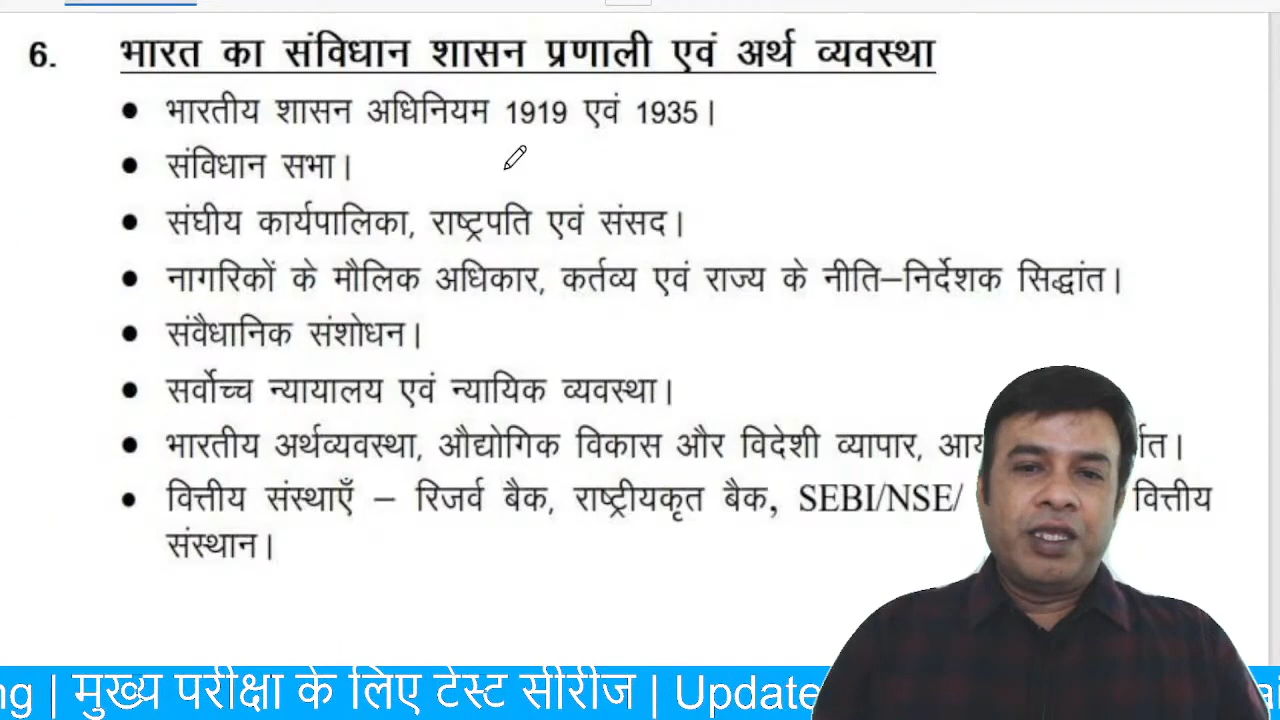 6. भारत का संविधान शासन प्रणाली एवं अर्थ व्यवस्था
● भारतीय शासन अधिनियम 1919 एवं 1935।
● संविधान सभा।
● संघीय कार्यपालिका, राष्ट्रपति एवं संसद।
● नागरिकों के मौलिक अधिकार, कर्तव्य एवं राज्य के नीति–निर्देशक सिद्धांत।
● संवैधानिक संशोधन।
● सर्वोच्च न्यायालय एवं न्यायिक व्यवस्था।
● भारतीय अर्थव्यवस्था, औद्योगिक विकास और विदेशी व्यापार,
● वित्तीय संस्थाएँ – रिजर्व बैक, राष्ट्रीयकृत बैक, SEBI/NSE/ वित्तीय
संस्थान।
| मुख्य परीक्षा के लिए टेस्ट सीरीज | Update